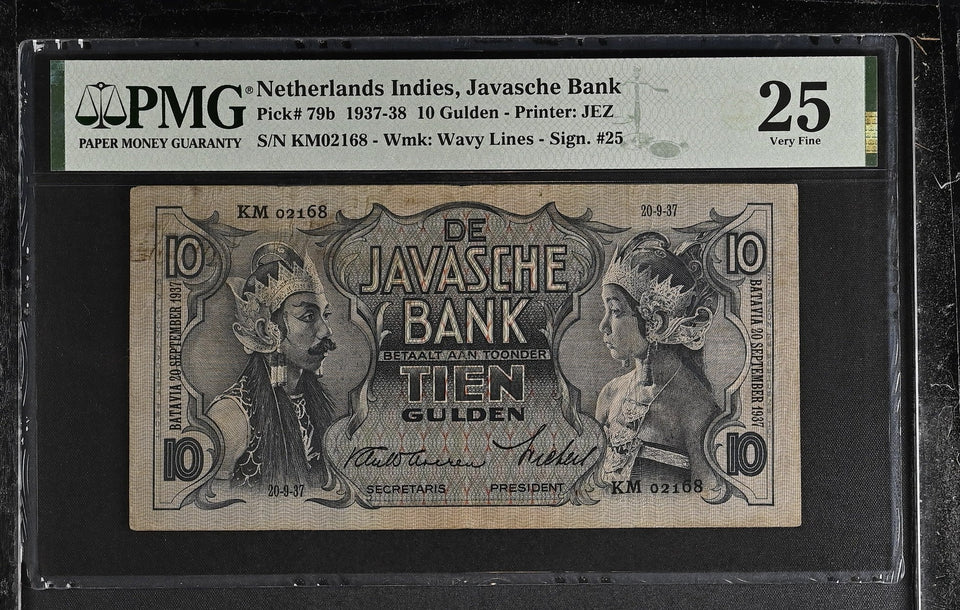 PMG® Netherlands Indies, Javasche Bank
Pick# 79b 1937-38 10 Gulden - Printer: JEZ
PAPER MONEY GUARANTY S/N KM02168 - Wmk: Wavy Lines - Sign. #25
25
Very Fine
KM 02168
20-9-37
10
10
DE
JAVASCHE
BANK
BETAALT AAN TOONDER
TIEN
GULDEN
BATAVIA 20 SEPTEMBER 1937
BATAVIA 20 SEPTEMBER 1937
10
10
20-9-37
SECRETARIS PRESIDENT
KM 02168